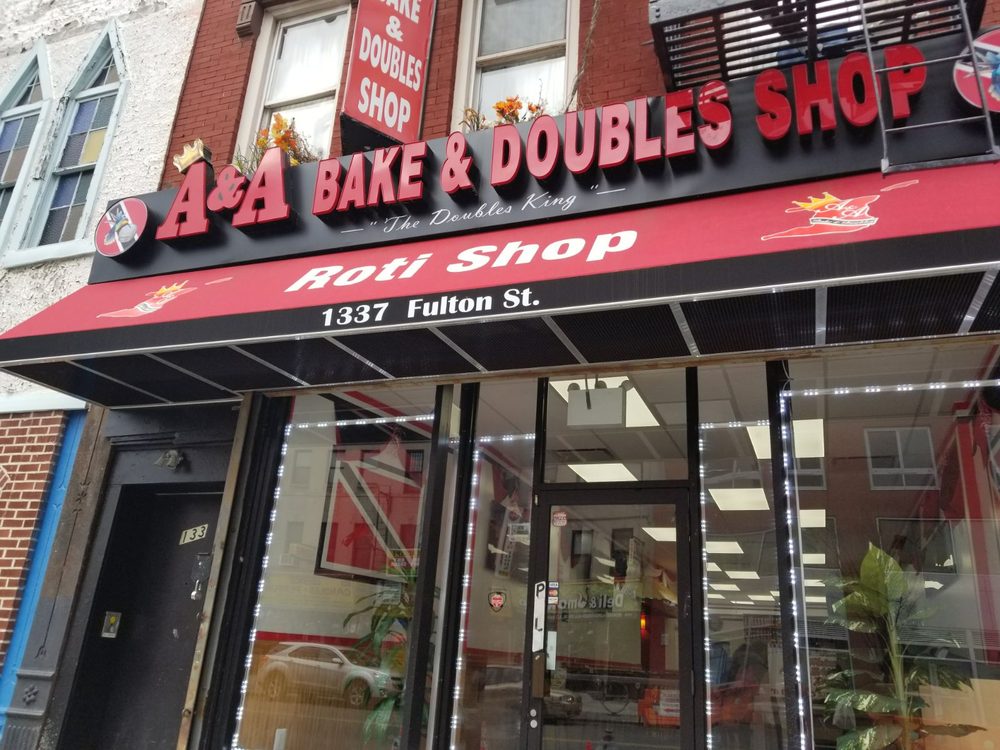 BAKE
&
DOUBLES
SHOP
A&A BAKE & DOUBLES SHOP
"The Doubles King"
Roti Shop
1337 Fulton St.
A&A
133